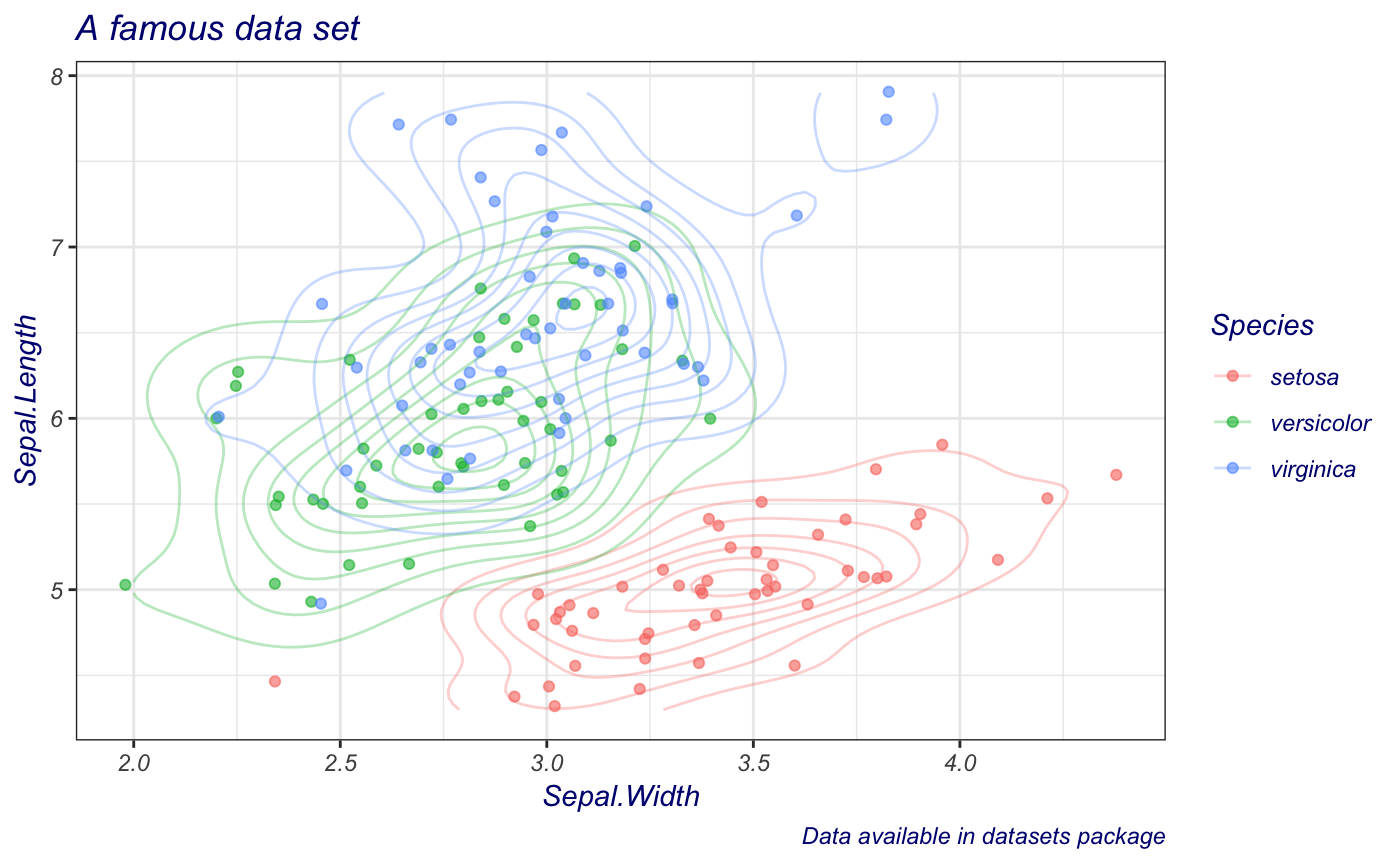 A famous data set
8
7
6
5
Sepal.Length
2.0 2.5 3.0 3.5 4.0
Sepal.Width
Species
setosa
versicolor
virginica
Data available in datasets package